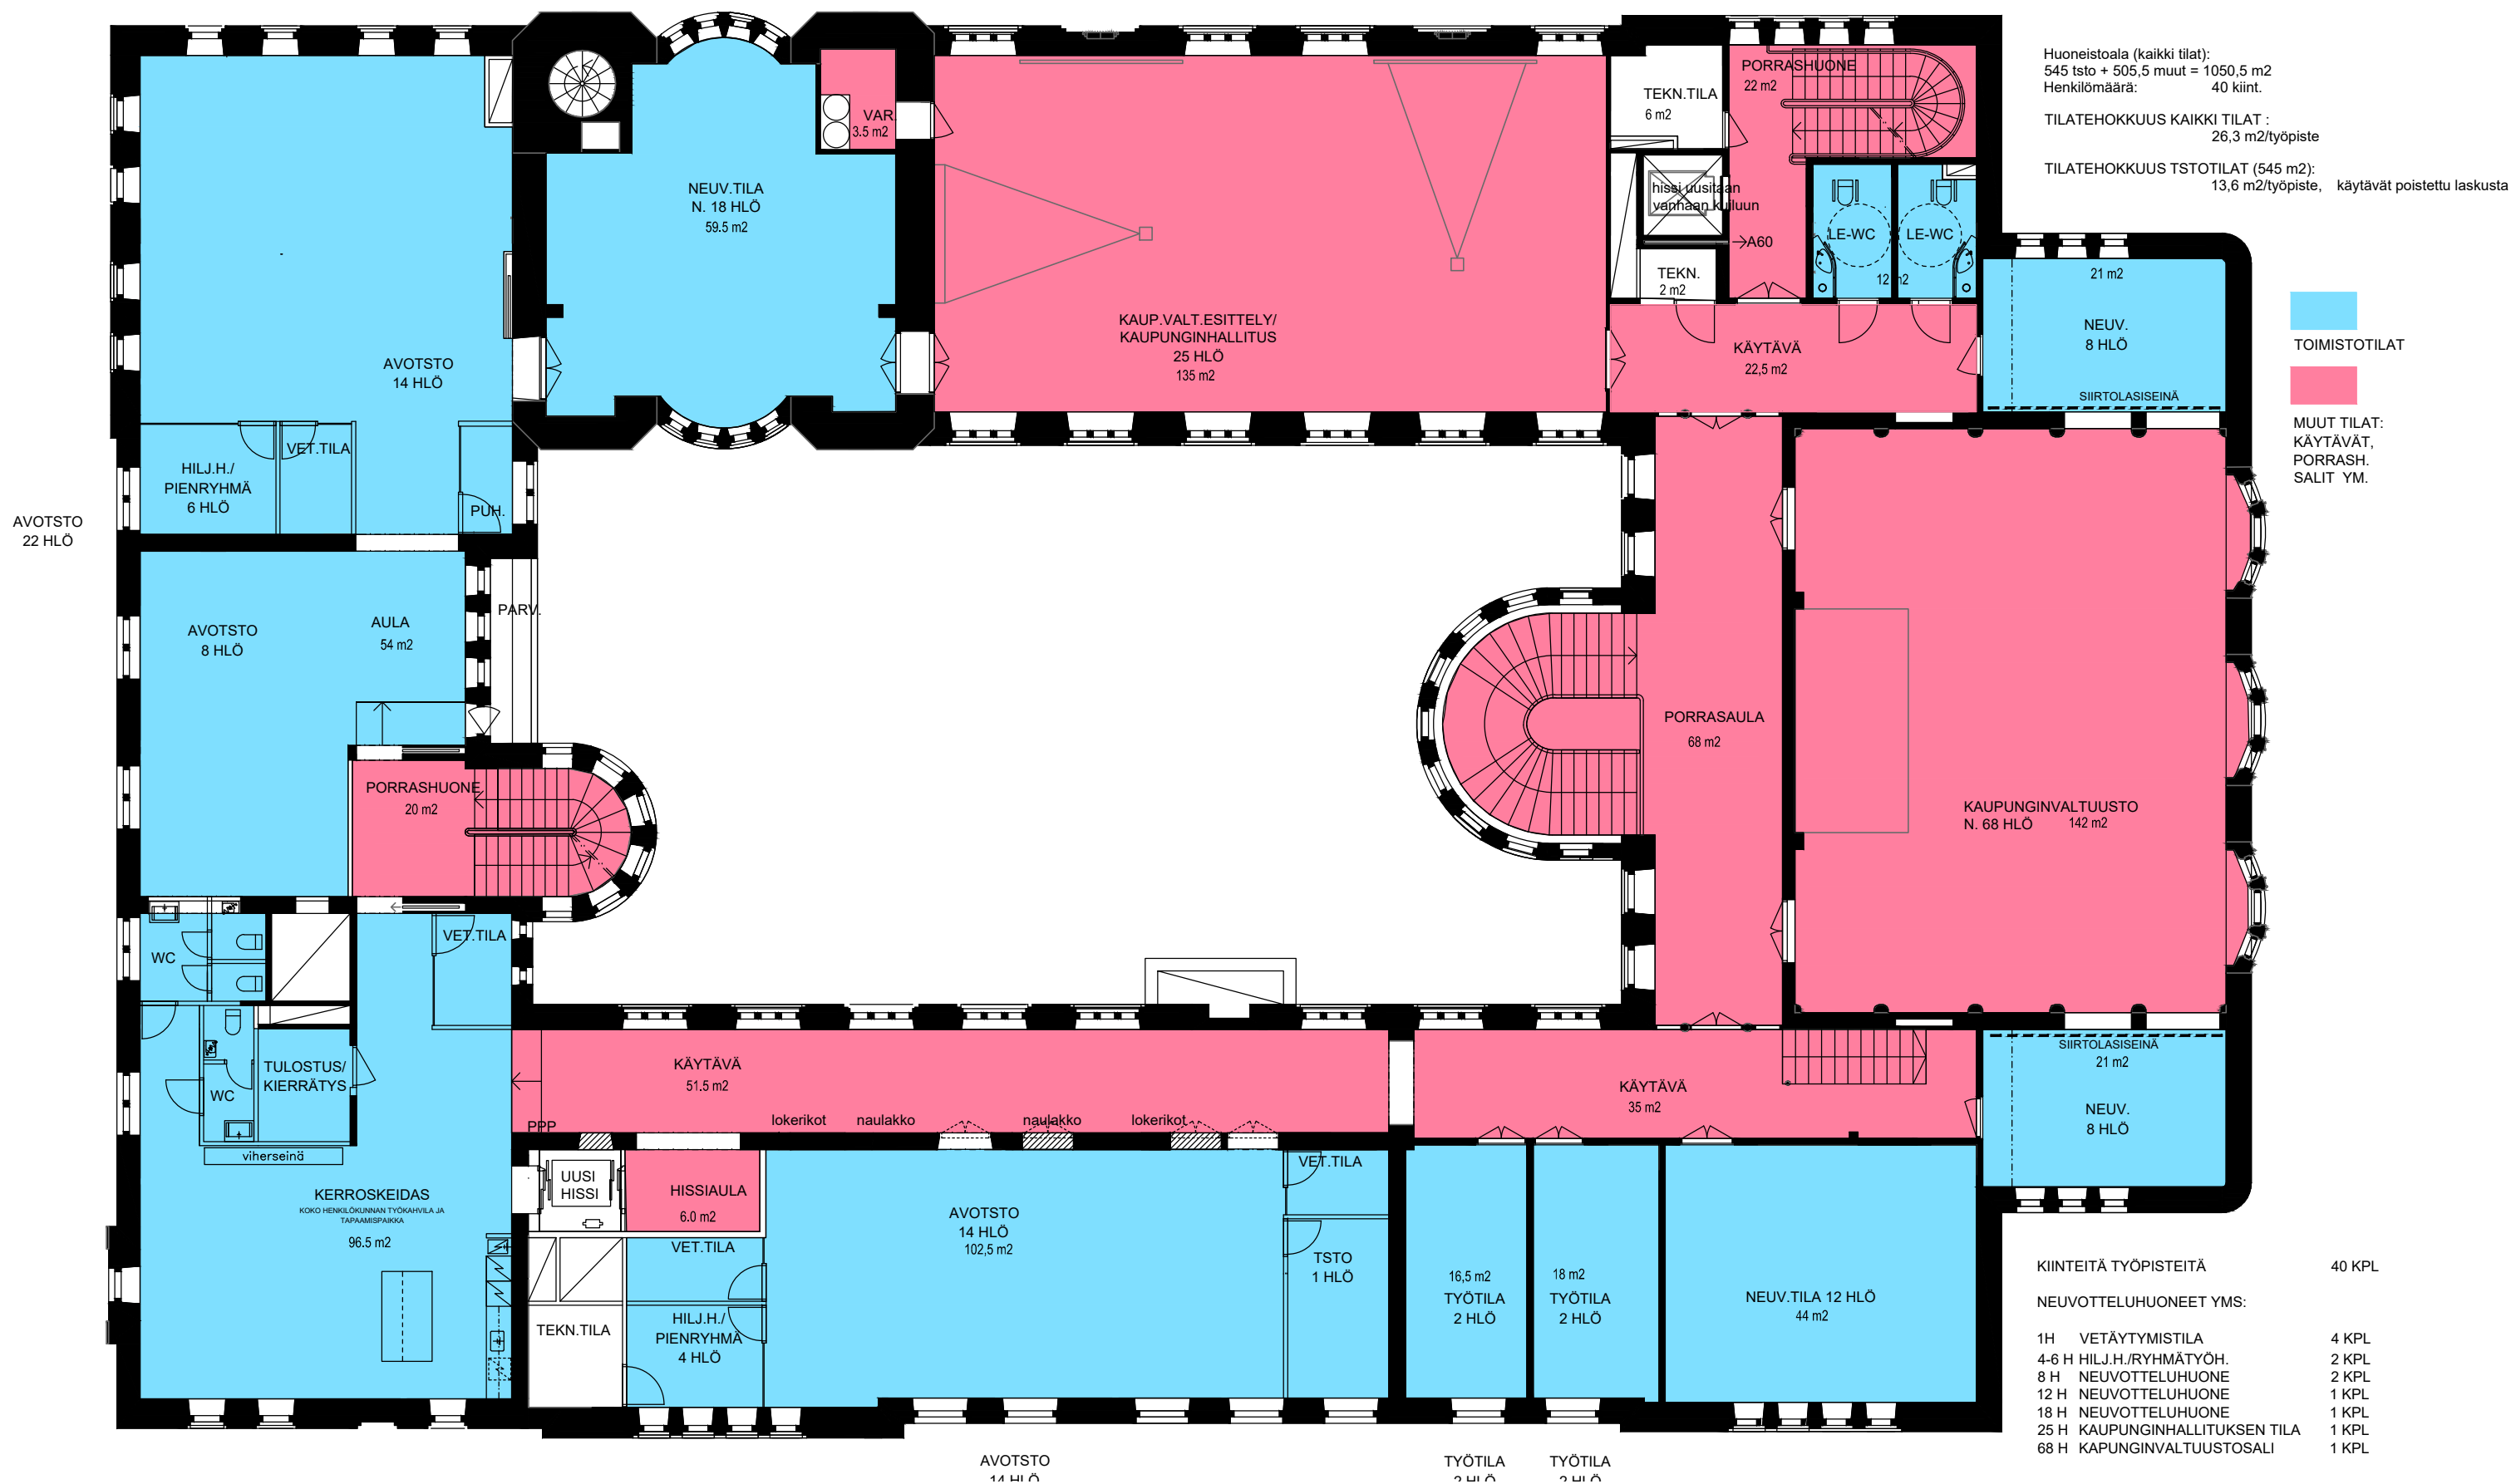 Huoneistoala (kaikki tilat):
545 tsto + 505,5 muut = 1050,5 m2
Henkilömäärä: 40 kiint.
TILATEHOKKUUS KAIKKI TILAT :
26,3 m2/työpiste
TILATEHOKKUUS TSTOTILAT (545 m2):
13,6 m2/työpiste, käytävät poistettu laskusta
TOIMISTOTILAT
MUUT TILAT:
KÄYTÄVÄT,
PORRASH.
SALIT YM.
PORRASHUONE
22 m2
TEKN.TILA
6 m2
hissi uusitaan
vanhaan kuiluun
A60
TEKN.
2 m2
LE-WC
LE-WC
12 m2
21 m2
NEUV.
8 HLÖ
SIIRTOLASISEINÄ
VAR.
3.5 m2
NEUV.TILA
N. 18 HLÖ
59.5 m2
KAUP.VALT.ESITTELY/
KAUPUNGINHALLITUS
25 HLÖ
135 m2
KÄYTÄVÄ
22,5 m2
AVOTSTO
14 HLÖ
VET.TILA
HILJ.H./
PIENRYHMÄ
6 HLÖ
PUH.
AVOTSTO
22 HLÖ
PARV.
AVOTSTO
8 HLÖ
AULA
54 m2
PORRASHUONE
20 m2
PORRASAULA
68 m2
KAUPUNGINVALTUUSTO
N. 68 HLÖ 142 m2
VET.TILA
WC
TULOSTUS/
KIERRÄTYS
WC
viherseinä
KERROSKEIDAS
KOKO HENKILÖKUNNAN TYÖKAHVILA JA
TAPAAMISPAIKKA
96.5 m2
KÄYTÄVÄ
51.5 m2
PPP
lokerikot
naulakko
naulakko
lokerikot
KÄYTÄVÄ
35 m2
SIIRTOLASISEINÄ
21 m2
NEUV.
8 HLÖ
UUSI
HISSI
HISSIAULA
6.0 m2
VET.TILA
TEKN.TILA
HILJ.H./
PIENRYHMÄ
4 HLÖ
AVOTSTO
14 HLÖ
102,5 m2
VET.TILA
TSTO
1 HLÖ
16,5 m2
TYÖTILA
2 HLÖ
18 m2
TYÖTILA
2 HLÖ
NEUV.TILA 12 HLÖ
44 m2
KIINTEITÄ TYÖPISTEITÄ 40 KPL
NEUVOTTELUHUONEET YMS:
1H VETÄYTYMISTILA 4 KPL
4-6 H HILJ.H./RYHMÄTYÖH. 2 KPL
8 H NEUVOTTELUHUONE 2 KPL
12 H NEUVOTTELUHUONE 1 KPL
18 H NEUVOTTELUHUONE 1 KPL
25 H KAUPUNGINHALLITUKSEN TILA 1 KPL
68 H KAPUNGINVALTUUSTOSALI 1 KPL
AVOTSTO
14 HLÖ
TYÖTILA
2 HLÖ
TYÖTILA
2 HLÖ